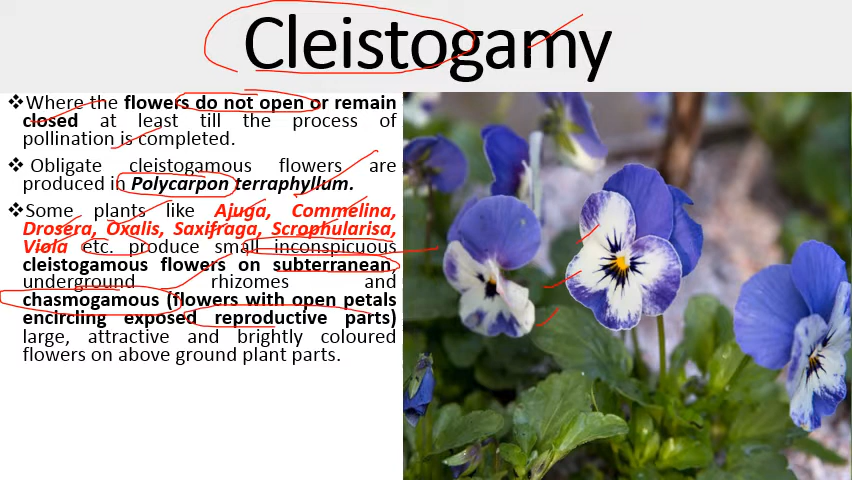 Cleistogamy
❖Where the flowers do not open or remain
closed at least till the process of
pollination is completed.
❖ Obligate cleistogamous flowers are
produced in Polycarpon terraphyllum.
❖Some plants like Ajuga, Commelina,
Drosera, Oxalis, Saxifraga, Scrophularisa,
Viola etc. produce small inconspicuous
cleistogamous flowers on subterranean,
underground rhizomes and
chasmogamous (flowers with open petals
encircling exposed reproductive parts)
large, attractive and brightly coloured
flowers on above ground plant parts.